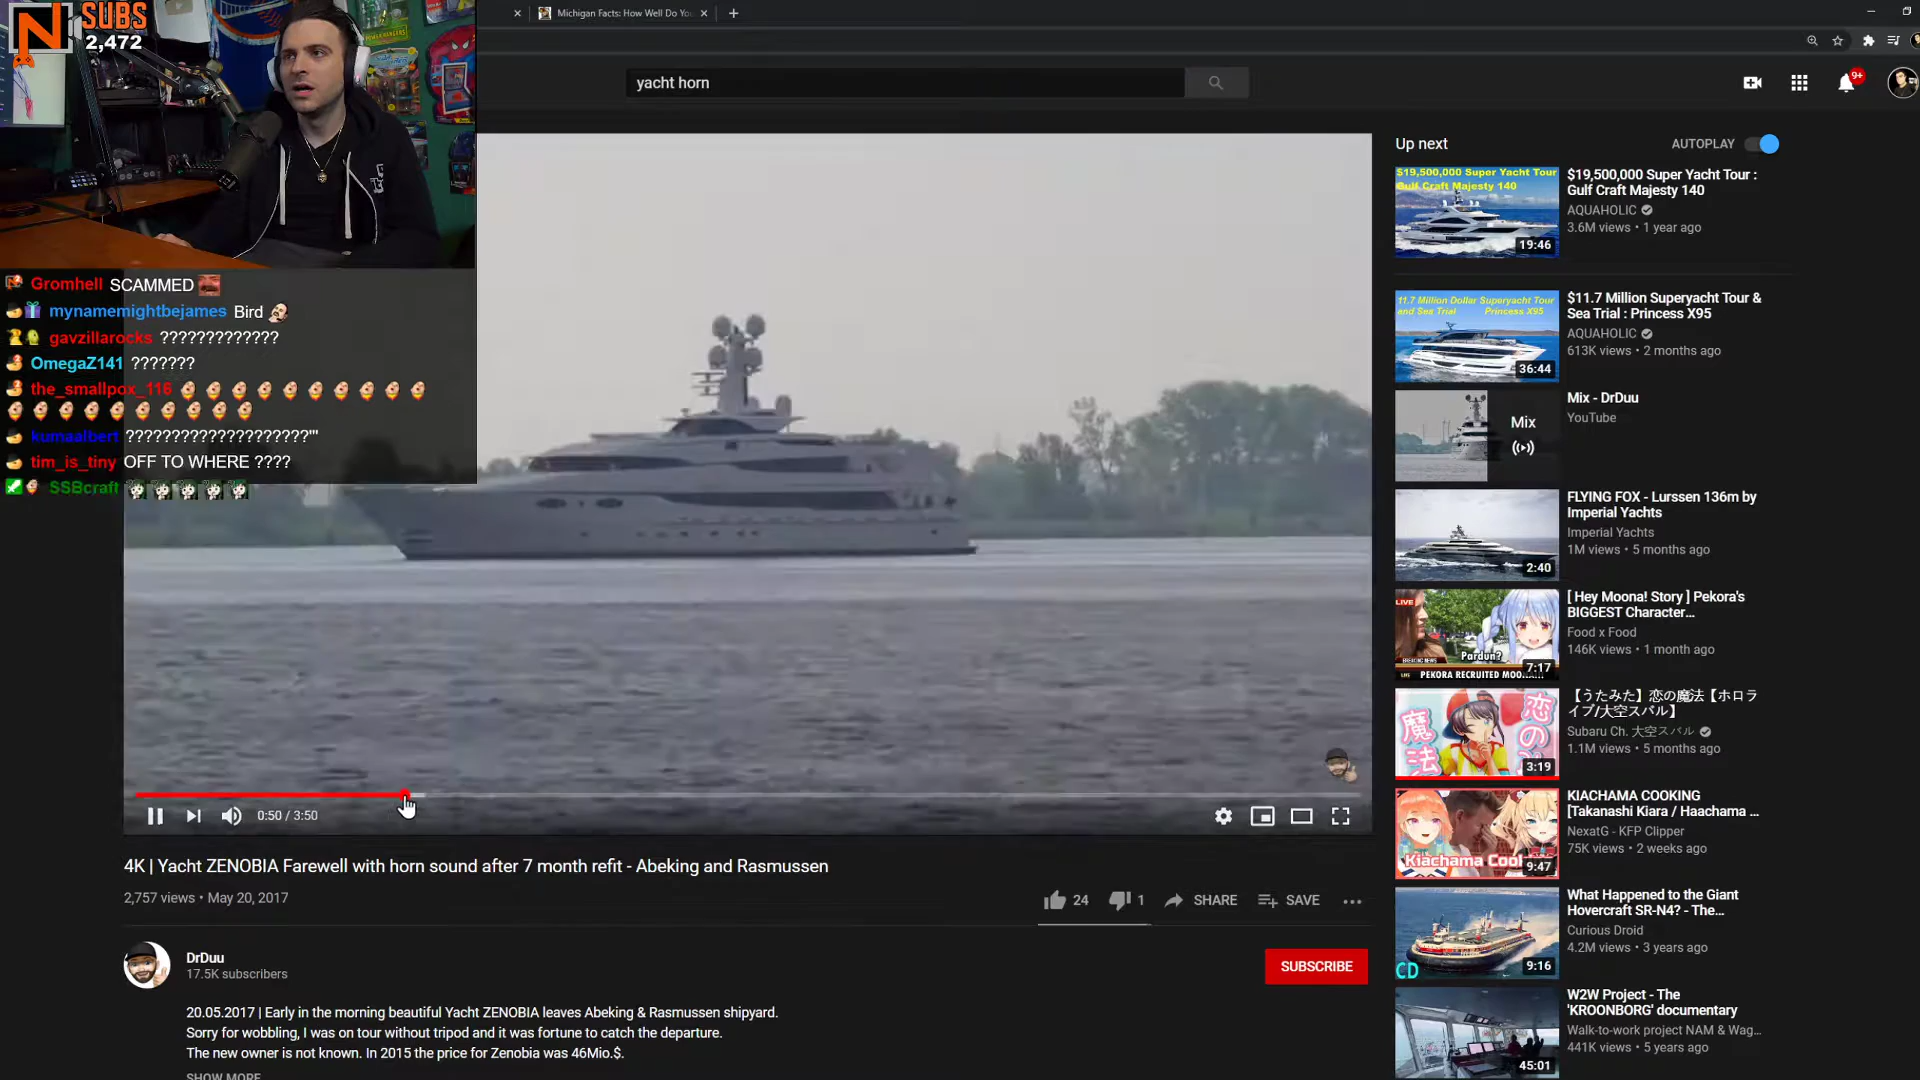 N SUBS
2,472
Michigan Facts: How Well Do Yo
yacht horn
9+
Gromhell SCAMMED
mynamemightbejames Bird
gavzillarocks ?????????????
OmegaZ141 ???????
the_smallpox_116
kumaalbert ????????????????????'"
tim_is_tiny OFF TO WHERE ????
SSBcraft
0:50 / 3:50
4K | Yacht ZENOBIA Farewell with horn sound after 7 month refit - Abeking and Rasmussen
2,757 views • May 20, 2017
24
1
SHARE
SAVE
DrDuu
17.5K subscribers
SUBSCRIBE
20.05.2017 | Early in the morning beautiful Yacht ZENOBIA leaves Abeking & Rasmussen shipyard.
Sorry for wobbling, I was on tour without tripod and it was fortune to catch the departure.
The new owner is not known. In 2015 the price for Zenobia was 46Mio.$.
SHOW MORE
Up next
AUTOPLAY
$19,500,000 Super Yacht Tour
Gulf Craft Majesty 140
19:46
$19,500,000 Super Yacht Tour :
Gulf Craft Majesty 140
AQUAHOLIC
3.6M views • 1 year ago
11.7 Million Dollar Superyacht Tour
and Sea Trial Princess X95
36:44
$11.7 Million Superyacht Tour &
Sea Trial : Princess X95
AQUAHOLIC
613K views • 2 months ago
Mix
Mix - DrDuu
YouTube
2:40
FLYING FOX - Lurssen 136m by
Imperial Yachts
Imperial Yachts
1M views • 5 months ago
LIVE
Pardun?
BREAKING NEWS
LIVE PEKORA RECRUITED MOO
7:17
[ Hey Moona! Story ] Pekora's
BIGGEST Character...
Food x Food
146K views • 1 month ago
恋の
魔法
3:19
【うたみた】恋の魔法【ホロラ
イブ/大空スバル】
Subaru Ch. 大空スバル
1.1M views • 5 months ago
Kiachama Cook
9:47
KIACHAMA COOKING
[Takanashi Kiara / Haachama ...
NexatG - KFP Clipper
75K views • 2 weeks ago
CD
9:16
What Happened to the Giant
Hovercraft SR-N4? - The...
Curious Droid
4.2M views • 3 years ago
45:01
W2W Project - The
'KROONBORG' documentary
Walk-to-work project NAM & Wag...
441K views • 5 years ago